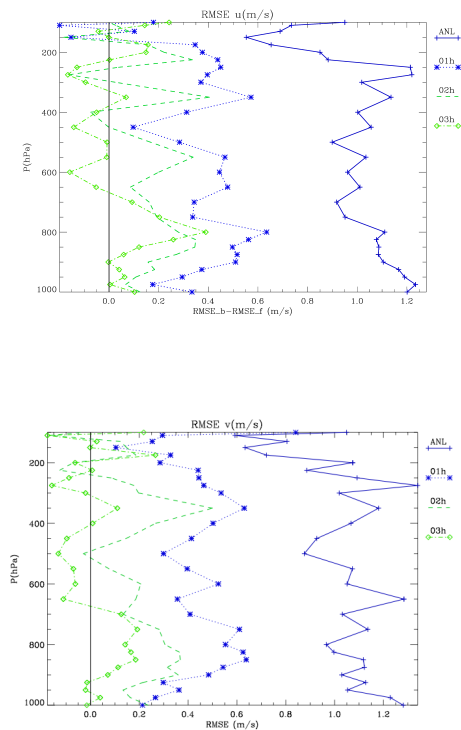 RMSE u(m/s)
P(hPa)
200
400
600
800
1000
0.0 0.2 0.4 0.6 0.8 1.0 1.2
RMSE_b-RMSE_f (m/s)
ANL
01h
02h
03h
RMSE v(m/s)
P(hPa)
200
400
600
800
1000
0.0 0.2 0.4 0.6 0.8 1.0 1.2
RMSE (m/s)
ANL
01h
02h
03h